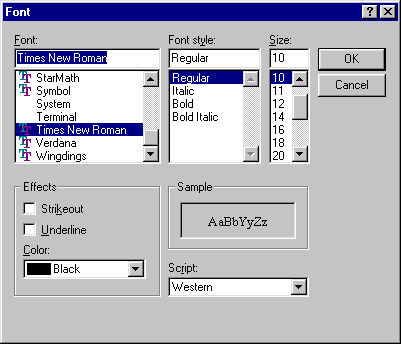 Font
Font: Font style: Size:
Times New Roman Regular 10 OK
StarMath Regular 10 Cancel
Symbol Italic 11
System Bold 12
Terminal Bold Italic 14
Times New Roman 16
Verdana 18
Wingdings 20
Effects Sample
Strikeout AaBbYyZz
Underline
Color: Script:
Black Western